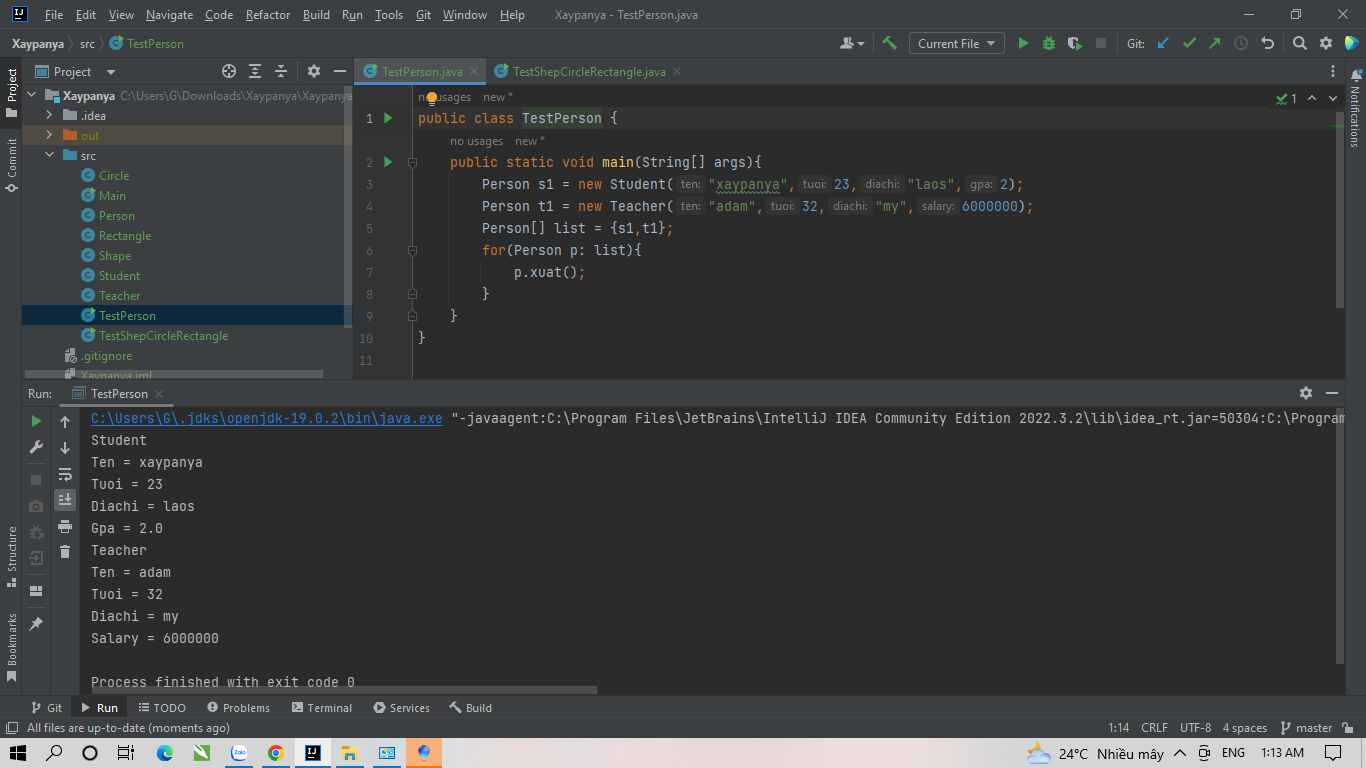 File Edit View Navigate Code Refactor Build Run Tools Git Window Help Xaypanya - TestPerson.java
Xaypanya src TestPerson Current File Git:
Project TestPerson.java TestShepCircleRectangle.java
Xaypanya C:\Users\G\Downloads\Xaypanya\Xaypanya
.idea
out
src
Circle
Main
Person
Rectangle
Shape
Student
Teacher
TestPerson
TestShepCircleRectangle
.gitignore
Xaypanya.iml
no usages new *
1 public class TestPerson {
no usages new *
2 public static void main(String[] args){
3 Person s1 = new Student( ten: "xaypanya", tuoi: 23, diachi: "laos", gpa: 2);
4 Person t1 = new Teacher( ten: "adam", tuoi: 32, diachi: "my", salary: 6000000);
5 Person[] list = {s1,t1};
6 for(Person p: list){
7 p.xuat();
8 }
9 }
10 }
11
1
Project
Commit
Structure
Bookmarks
Notifications
Run: TestPerson
C:\Users\G\.jdks\openjdk-19.0.2\bin\java.exe "-javaagent:C:\Program Files\JetBrains\IntelliJ IDEA Community Edition 2022.3.2\lib\idea_rt.jar=50304:C:\Program
Student
Ten = xaypanya
Tuoi = 23
Diachi = laos
Gpa = 2.0
Teacher
Ten = adam
Tuoi = 32
Diachi = my
Salary = 6000000
Process finished with exit code 0
Git Run TODO Problems Terminal Services Build
All files are up-to-date (moments ago) 1:14 CRLF UTF-8 4 spaces master
Zalo 24°C Nhiều mây ENG 1:13 AM